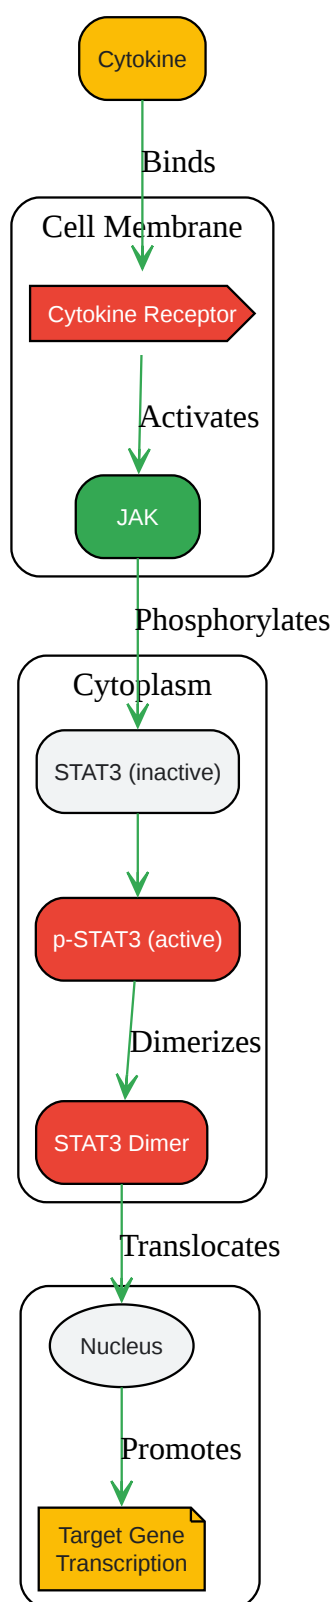 Cytokine
Binds
Cell Membrane
Cytokine Receptor
Activates
JAK
Phosphorylates
Cytoplasm
STAT3 (inactive)
p-STAT3 (active)
Dimerizes
STAT3 Dimer
Translocates
Nucleus
Promotes
Target Gene
Transcription